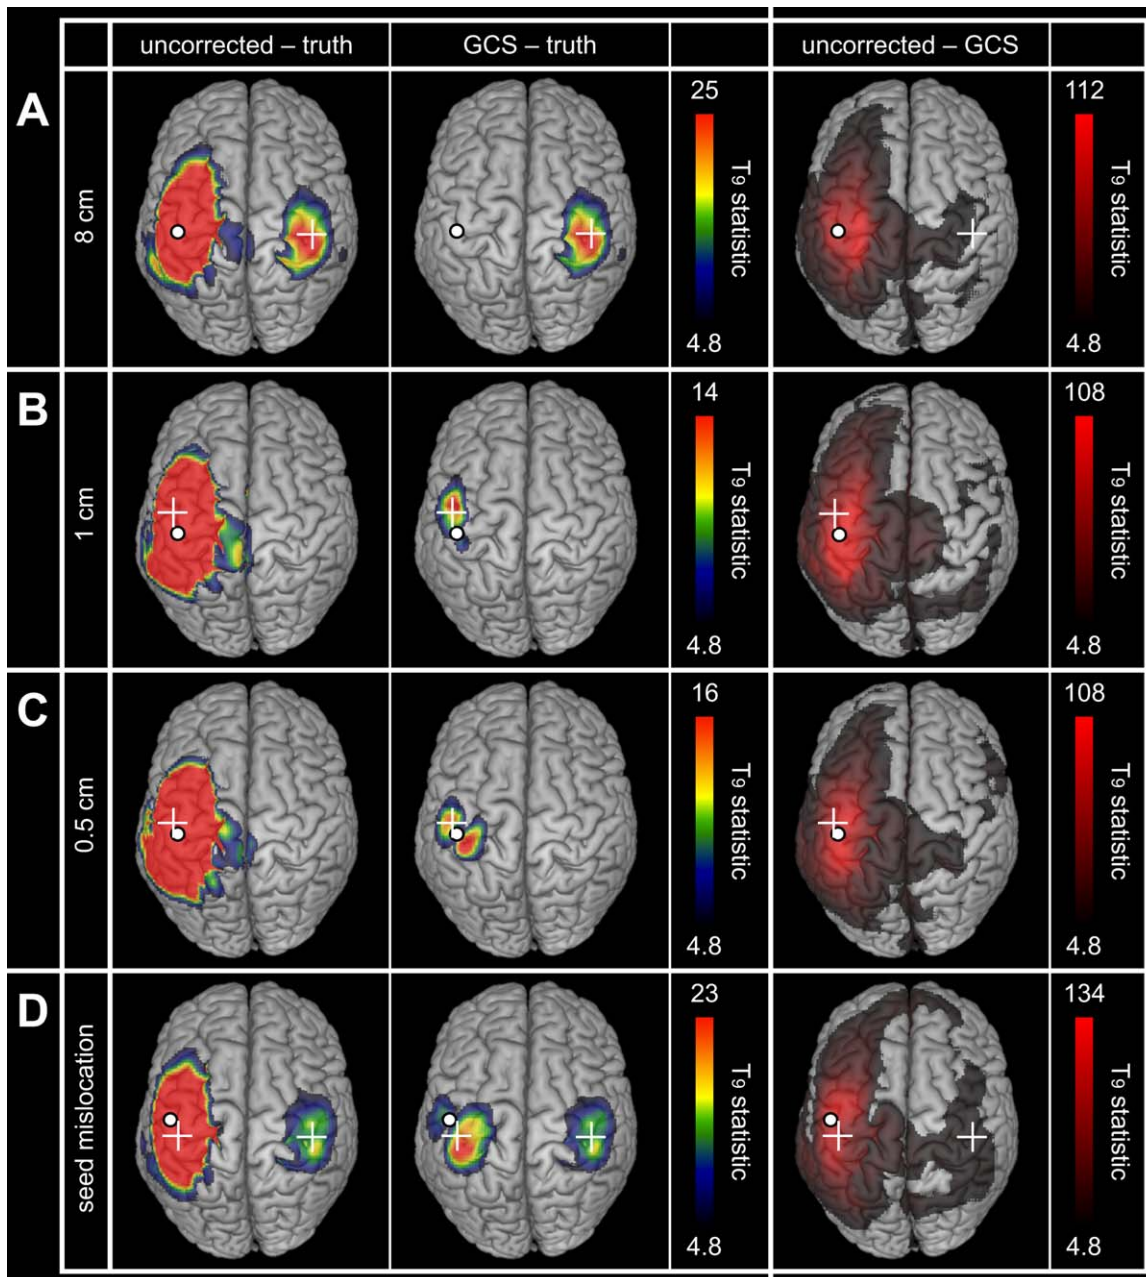 uncorrected – truth
GCS – truth
uncorrected – GCS
A
8 cm
25
T9 statistic
4.8
112
T9 statistic
4.8
B
1 cm
14
T9 statistic
4.8
108
T9 statistic
4.8
C
0.5 cm
16
T9 statistic
4.8
108
T9 statistic
4.8
D
seed mislocation
23
T9 statistic
4.8
134
T9 statistic
4.8